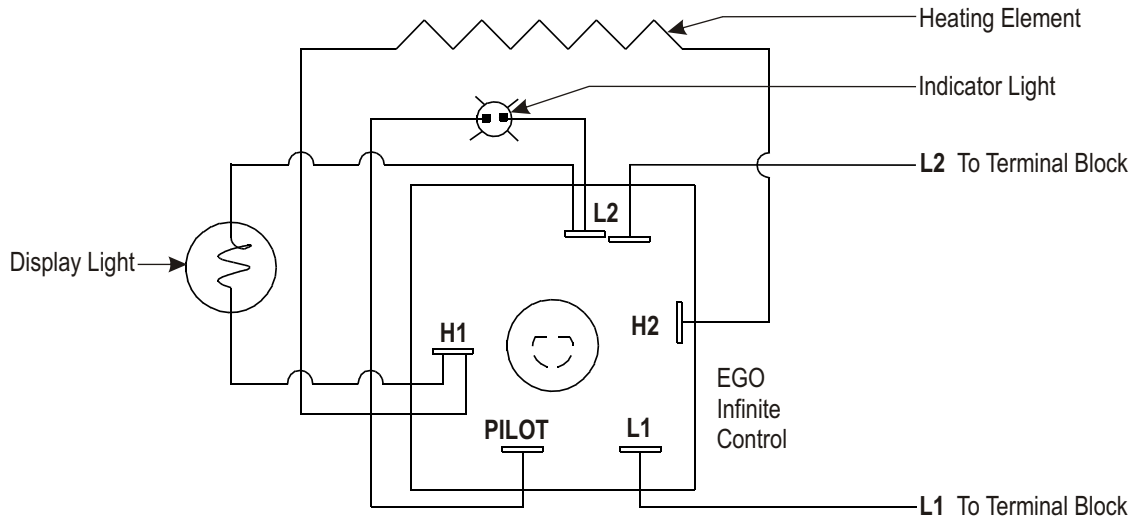 Heating Element
Indicator Light
L2 To Terminal Block
L2
Display Light
H1
H2
EGO
Infinite
Control
PILOT
L1
L1 To Terminal Block